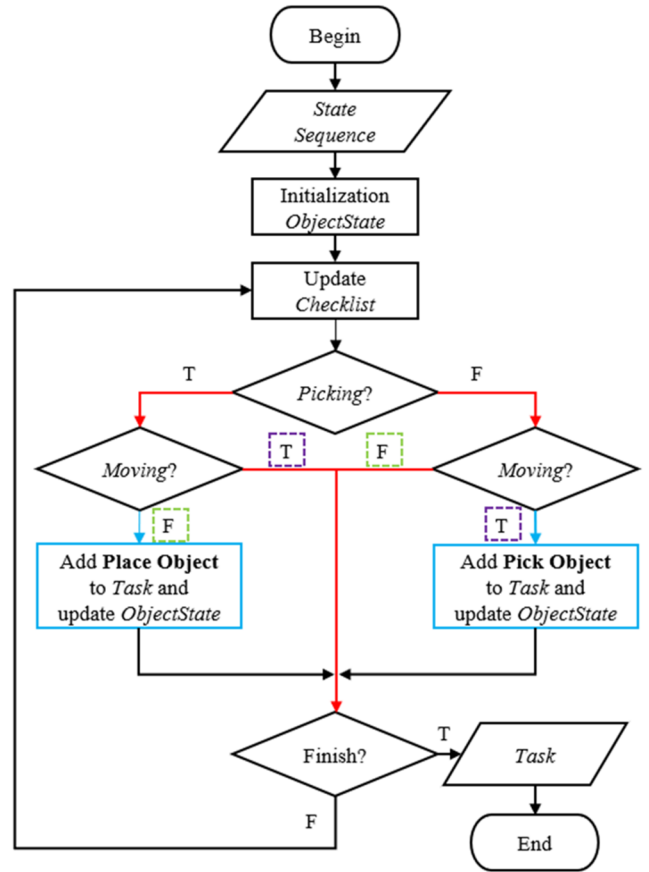 Begin
State
Sequence
Initialization
ObjectState
Update
Checklist
T
Picking?
F
Moving?
T
F
Moving?
F
T
Add Place Object
to Task and
update ObjectState
Add Pick Object
to Task and
update ObjectState
Finish?
T
Task
F
End